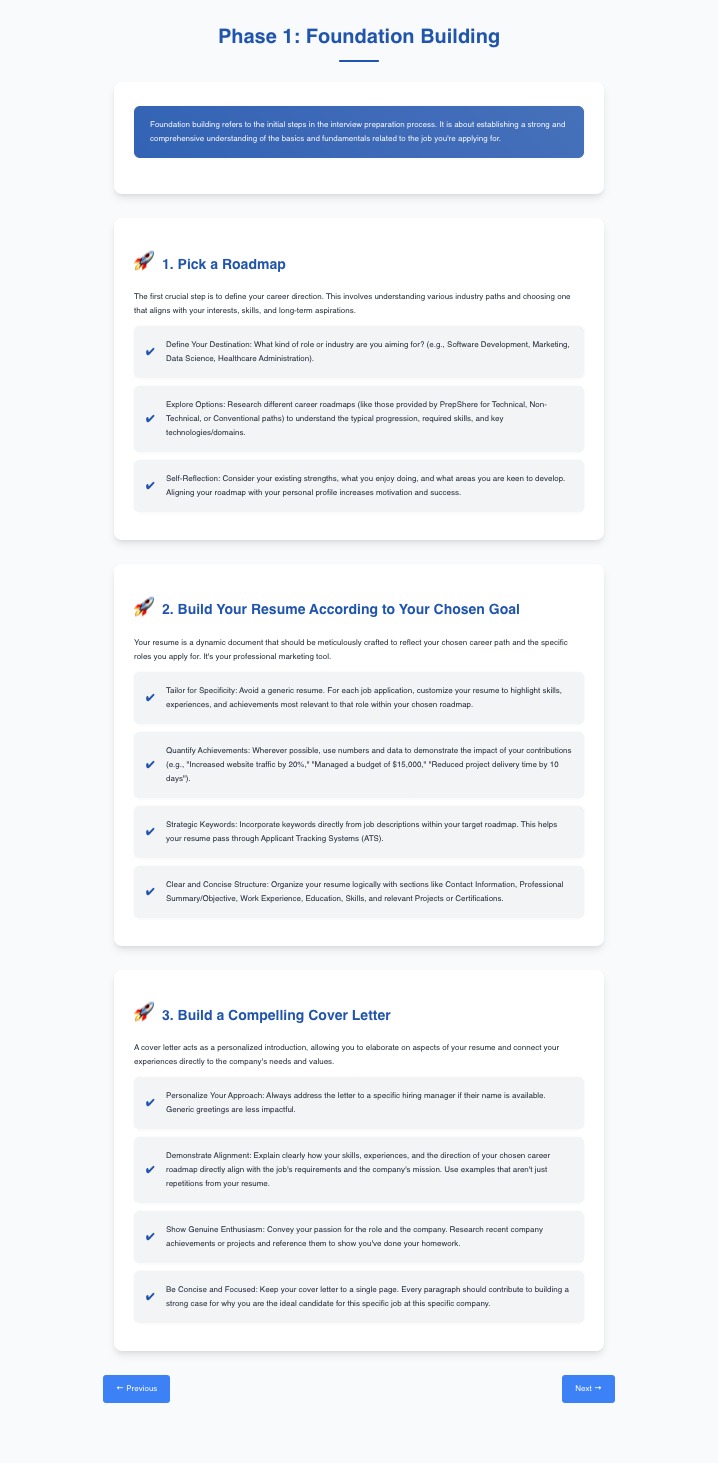 Phase 1: Foundation Building
Foundation building refers to the initial steps in the interview preparation process. It is about establishing a strong and
comprehensive understanding of the basics and fundamentals related to the job you're applying for.
🚀 1. Pick a Roadmap
The first crucial step is to define your career direction. This involves understanding various industry paths and choosing one
that aligns with your interests, skills, and long-term aspirations.
✔ Define Your Destination: What kind of role or industry are you aiming for? (e.g., Software Development, Marketing,
Data Science, Healthcare Administration).
✔ Explore Options: Research different career roadmaps (like those provided by PrepShere for Technical, Non-
Technical, or Conventional paths) to understand the typical progression, required skills, and key
technologies/domains.
✔ Self-Reflection: Consider your existing strengths, what you enjoy doing, and what areas you are keen to develop.
Aligning your roadmap with your personal profile increases motivation and success.
🚀 2. Build Your Resume According to Your Chosen Goal
Your resume is a dynamic document that should be meticulously crafted to reflect your chosen career path and the specific
roles you apply for. It's your professional marketing tool.
✔ Tailor for Specificity: Avoid a generic resume. For each job application, customize your resume to highlight skills,
experiences, and achievements most relevant to that role within your chosen roadmap.
✔ Quantify Achievements: Wherever possible, use numbers and data to demonstrate the impact of your contributions
(e.g., "Increased website traffic by 20%," "Managed a budget of $15,000," "Reduced project delivery time by 10
days").
✔ Strategic Keywords: Incorporate keywords directly from job descriptions within your target roadmap. This helps
your resume pass through Applicant Tracking Systems (ATS).
✔ Clear and Concise Structure: Organize your resume logically with sections like Contact Information, Professional
Summary/Objective, Work Experience, Education, Skills, and relevant Projects or Certifications.
🚀 3. Build a Compelling Cover Letter
A cover letter acts as a personalized introduction, allowing you to elaborate on aspects of your resume and connect your
experiences directly to the company's needs and values.
✔ Personalize Your Approach: Always address the letter to a specific hiring manager if their name is available.
Generic greetings are less impactful.
✔ Demonstrate Alignment: Explain clearly how your skills, experiences, and the direction of your chosen career
roadmap directly align with the job's requirements and the company's mission. Use examples that aren't just
repetitions from your resume.
✔ Show Genuine Enthusiasm: Convey your passion for the role and the company. Research recent company
achievements or projects and reference them to show you've done your homework.
✔ Be Concise and Focused: Keep your cover letter to a single page. Every paragraph should contribute to building a
strong case for why you are the ideal candidate for this specific job at this specific company.
← Previous
Next →